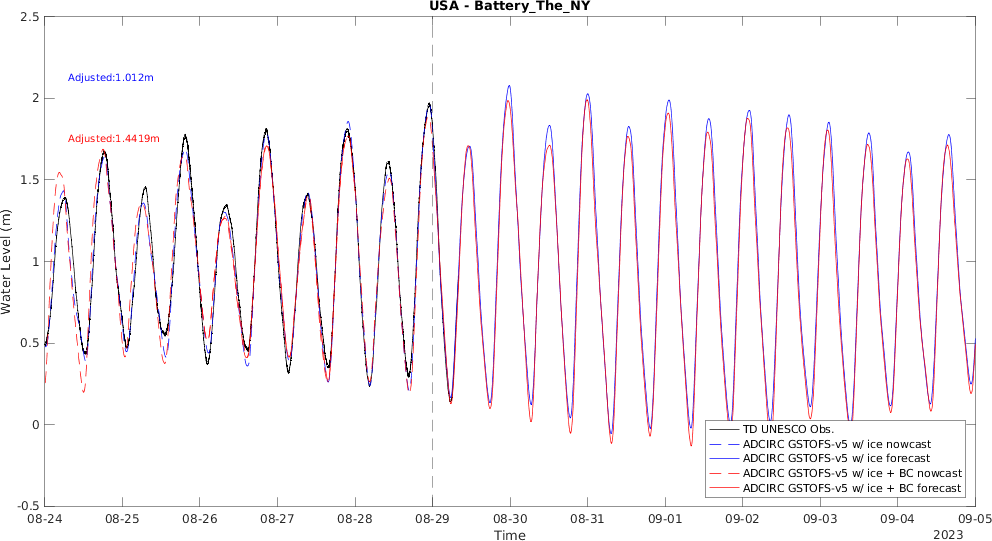 USA - Battery_The_NY
2.5
2
1.5
1
0.5
0
-0.5
Water Level (m)
Adjusted:1.012m
Adjusted:1.4419m
TD UNESCO Obs.
ADCIRC GSTOFS-v5 w/ ice nowcast
ADCIRC GSTOFS-v5 w/ ice forecast
ADCIRC GSTOFS-v5 w/ ice + BC nowcast
ADCIRC GSTOFS-v5 w/ ice + BC forecast
08-24 08-25 08-26 08-27 08-28 08-29 08-30 08-31 09-01 09-02 09-03 09-04 09-05
Time
2023